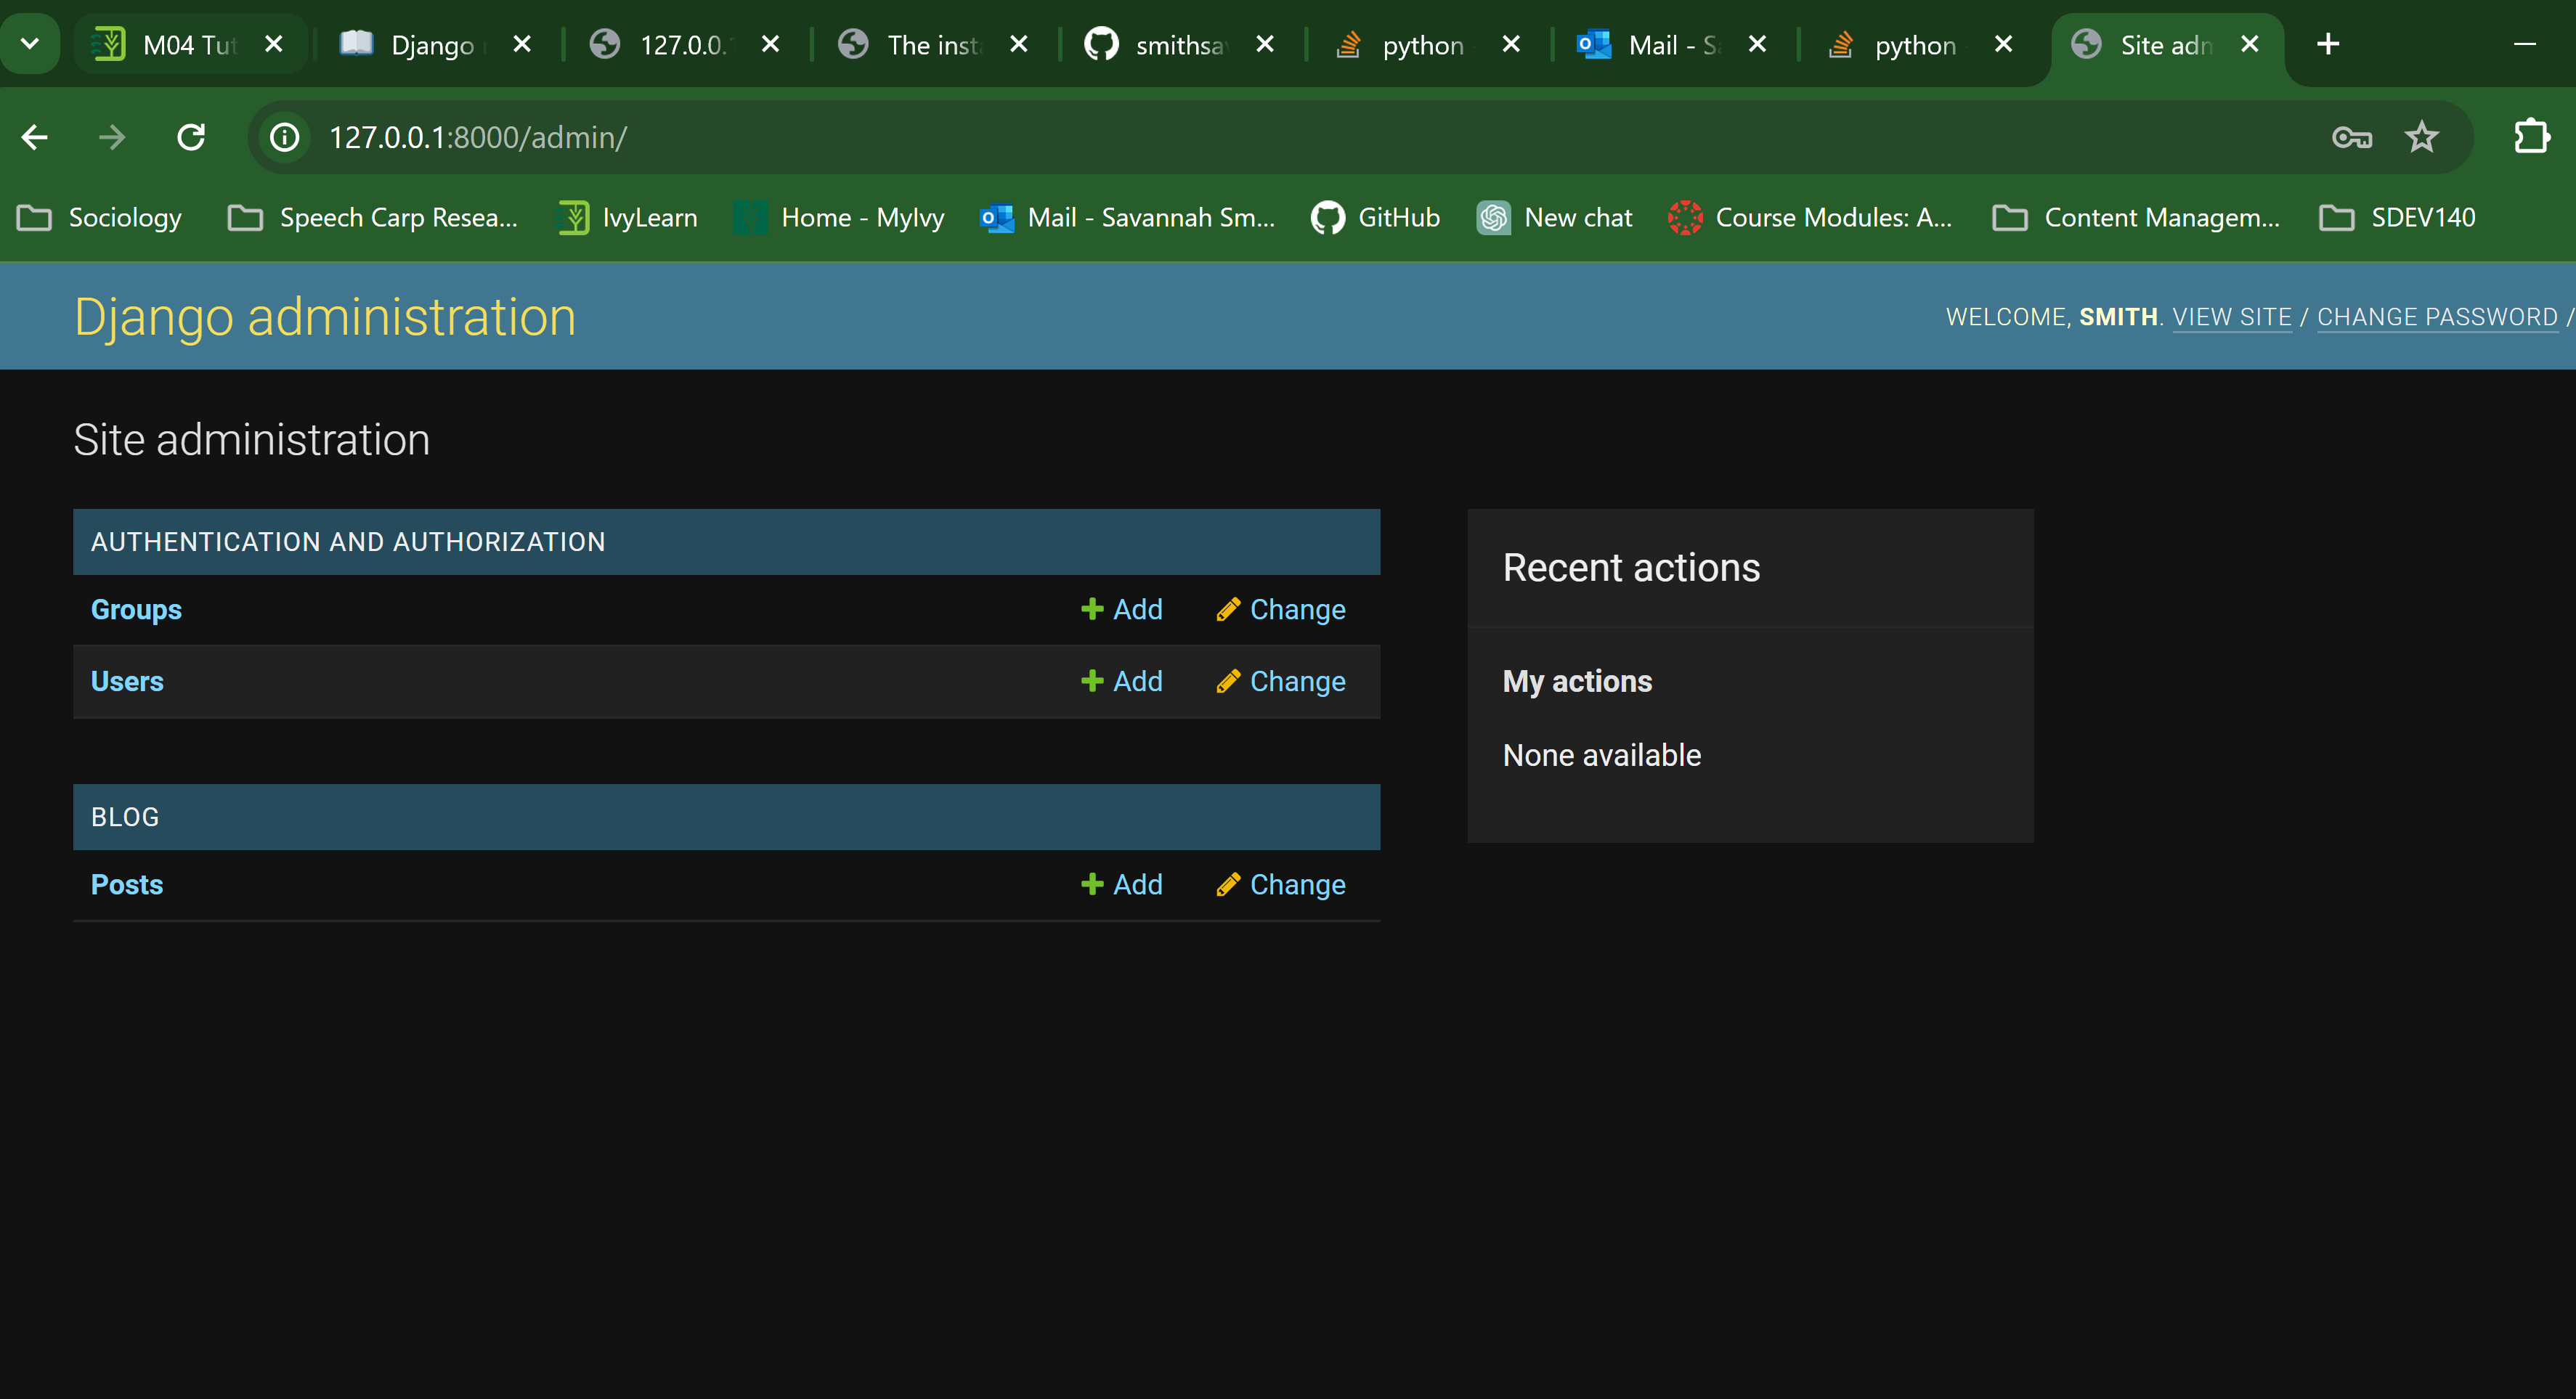 M04 Tut
Django
127.0.0.1
The inst
smithsa
python
Mail - S
python
Site adm
127.0.0.1:8000/admin/
Sociology
Speech Carp Resea...
IvyLearn
Home - MyIvy
Mail - Savannah Sm...
GitHub
New chat
Course Modules: A...
Content Managem...
SDEV140
Django administration
WELCOME, SMITH. VIEW SITE / CHANGE PASSWORD /
Site administration
AUTHENTICATION AND AUTHORIZATION
Groups
Add
Change
Users
Add
Change
BLOG
Posts
Add
Change
Recent actions
My actions
None available